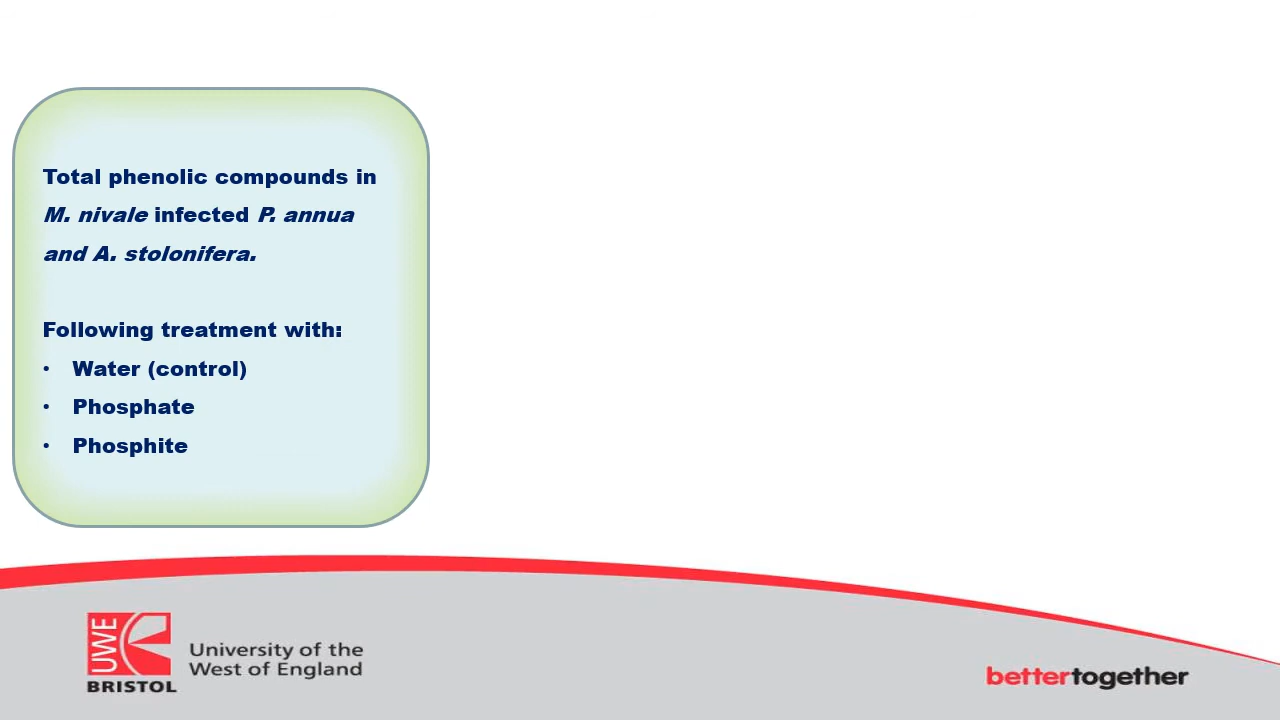 Total phenolic compounds in
M. nivale infected P. annua
and A. stolonifera.
Following treatment with:
• Water (control)
• Phosphate
• Phosphite
UWE
BRISTOL
University of the
West of England
bettertogether